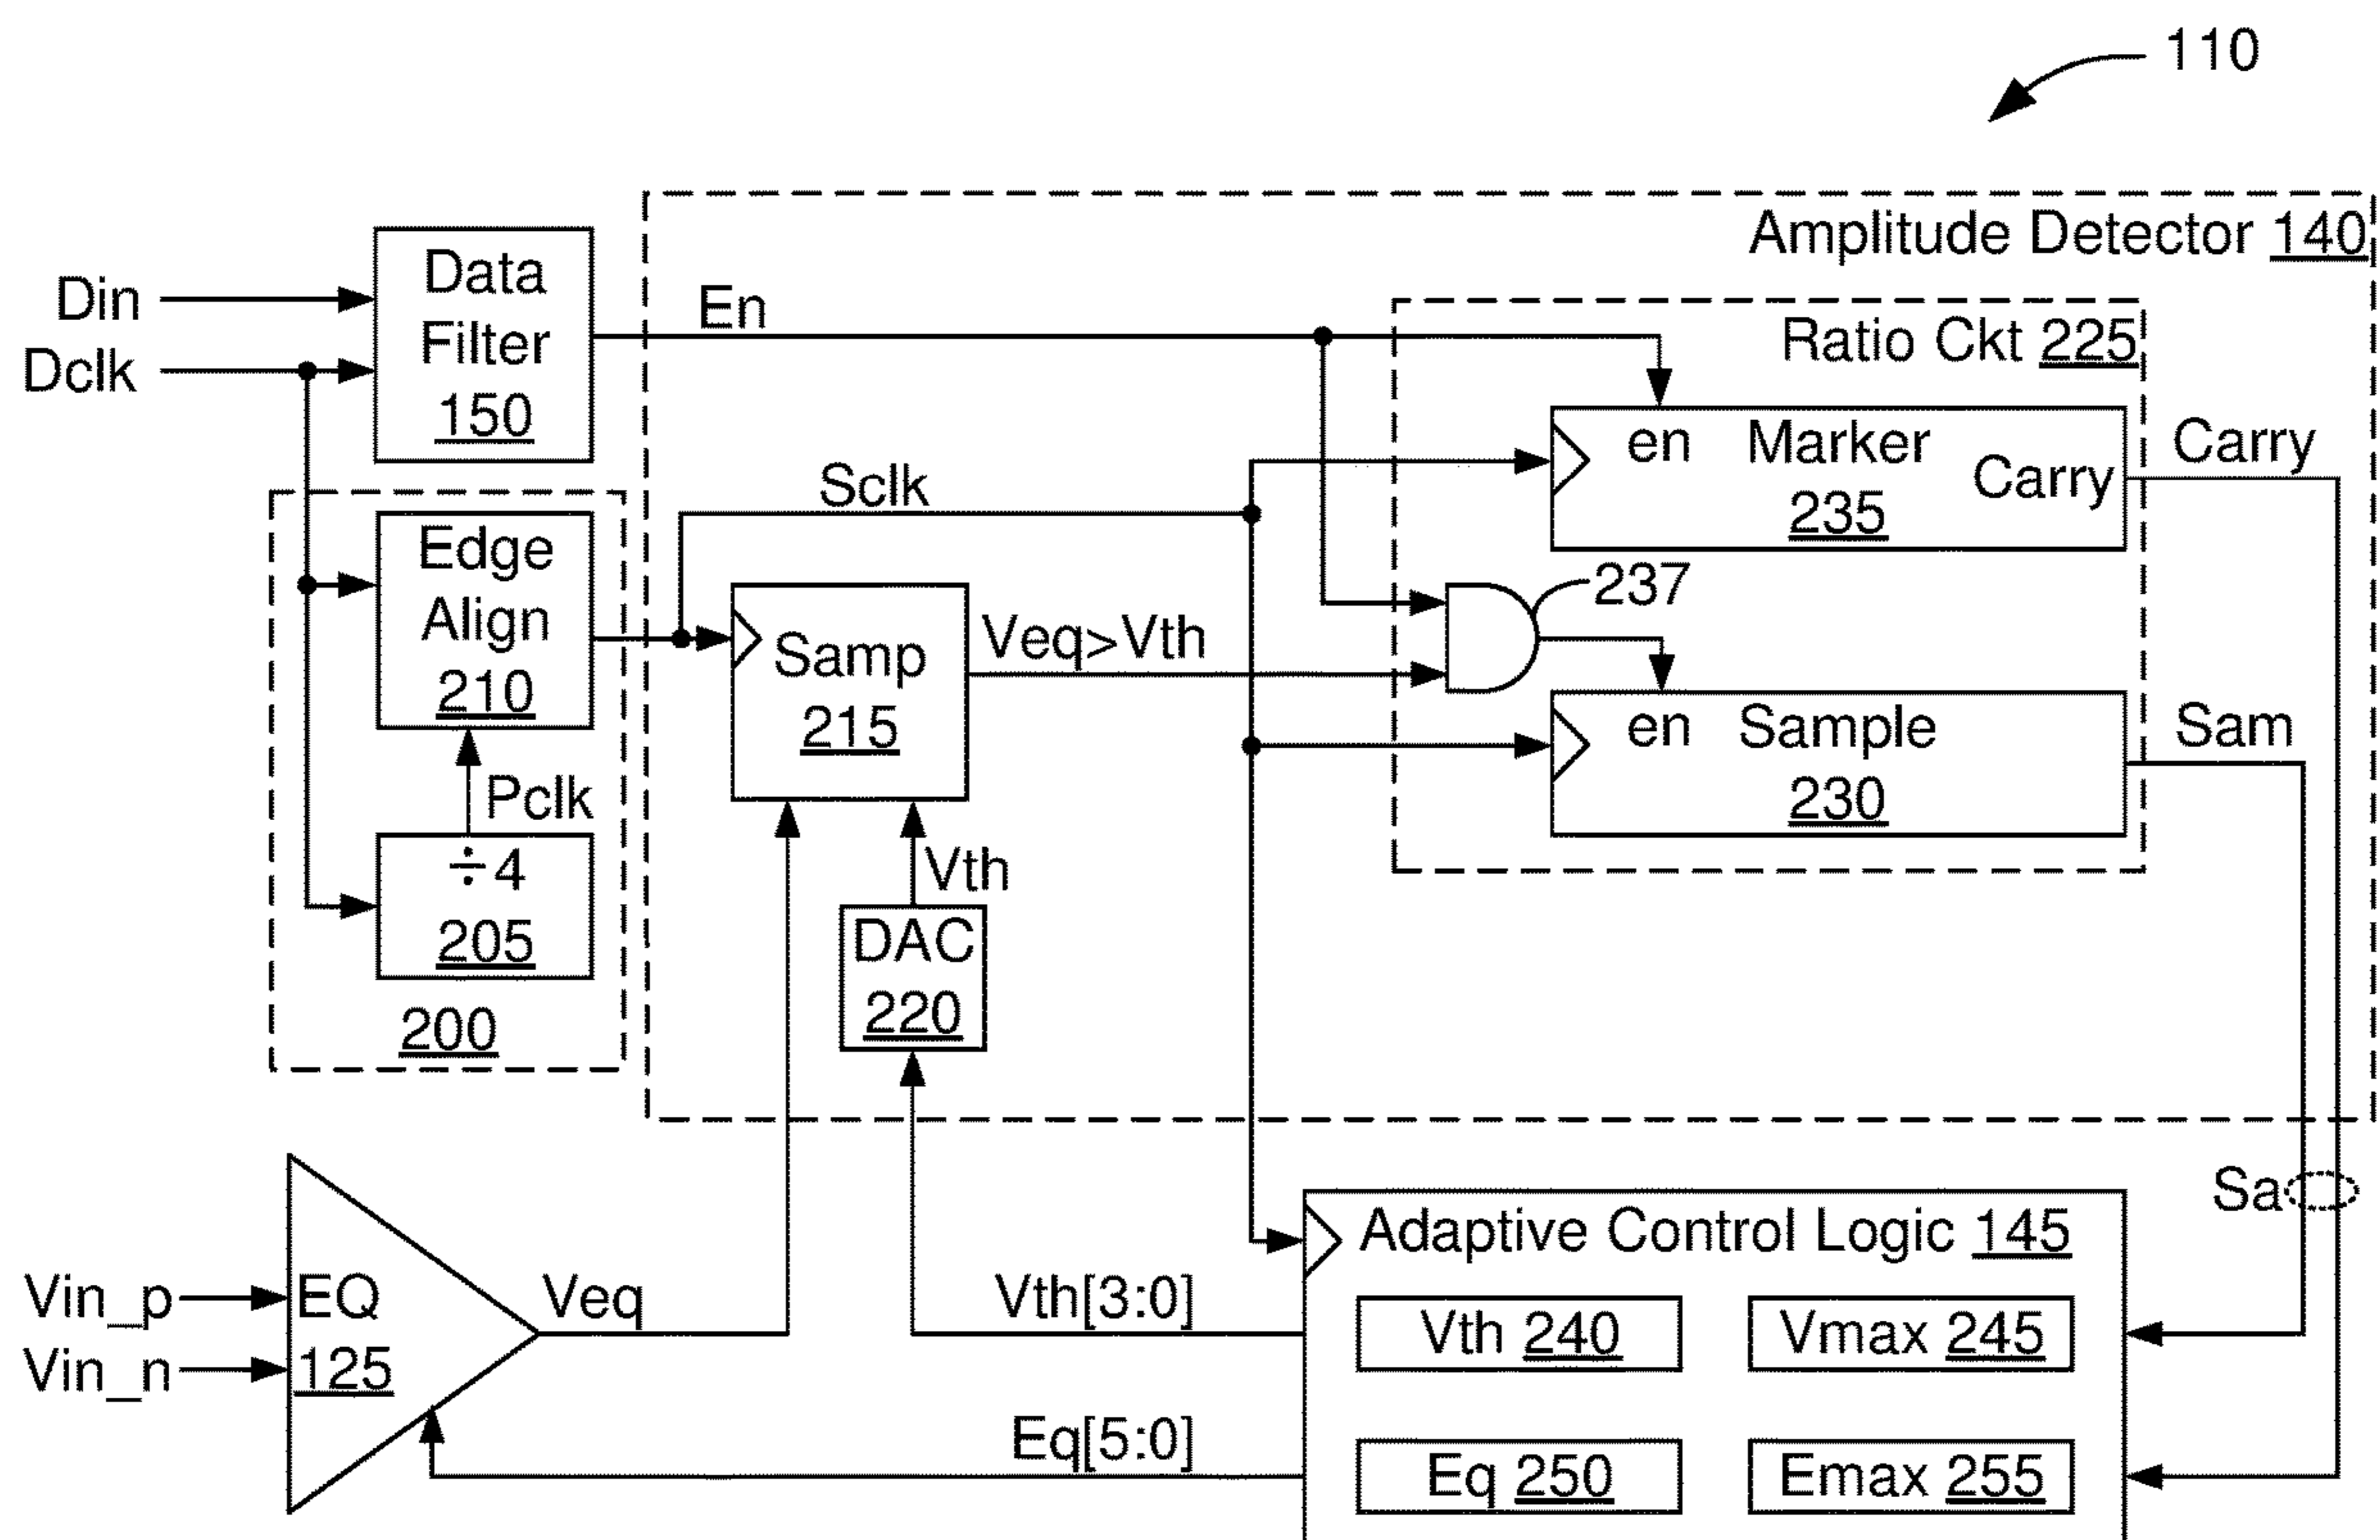 110
Amplitude Detector 140
Din
Dclk
Data
Filter
150
En
Ratio Ckt 225
en Marker
Carry
235
Carry
Sclk
Edge
Align
210
Samp
215
Veq>Vth
237
en Sample
230
Sam
Pclk
÷4
205
200
Vth
DAC
220
Sa
Adaptive Control Logic 145
Vin_p
Vin_n
EQ
125
Veq
Vth[3:0]
Vth 240
Vmax 245
Eq[5:0]
Eq 250
Emax 255